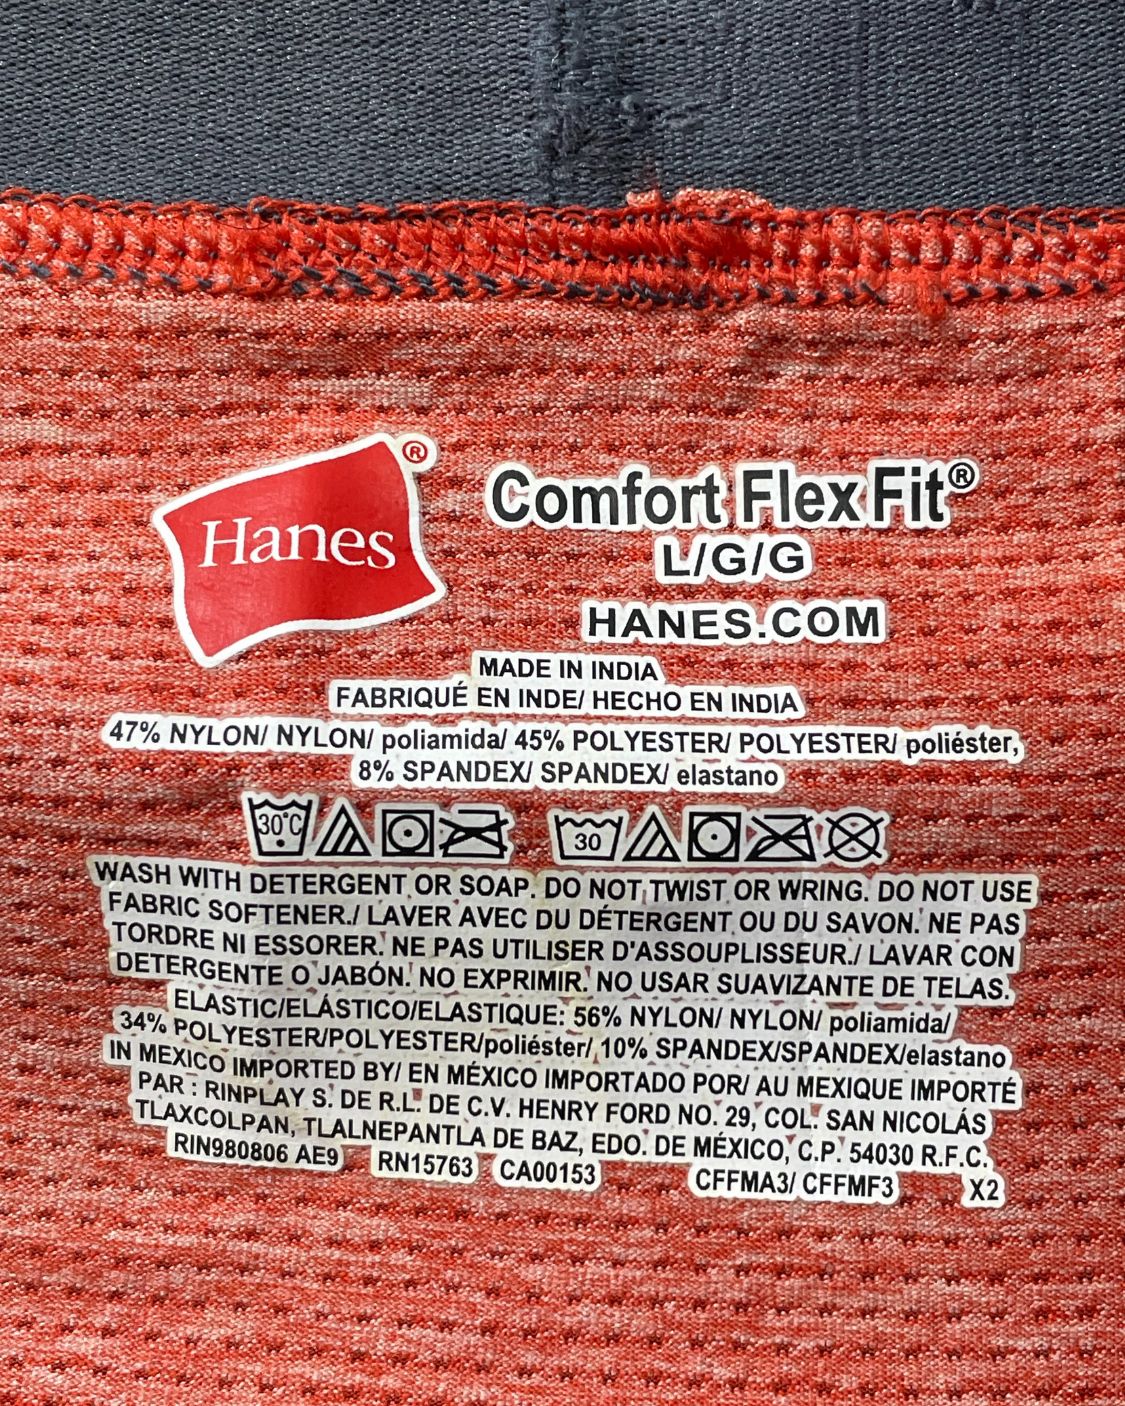 Hanes®
Comfort Flex Fit®
L/G/G
HANES.COM
MADE IN INDIA
FABRIQUÉ EN INDE/ HECHO EN INDIA
47% NYLON/ NYLON/ poliamida/ 45% POLYESTER/ POLYESTER/ poliéster,
8% SPANDEX/ SPANDEX/ elastano
30°C 30
WASH WITH DETERGENT OR SOAP. DO NOT TWIST OR WRING. DO NOT USE
FABRIC SOFTENER./ LAVER AVEC DU DÉTERGENT OU DU SAVON. NE PAS
TORDRE NI ESSORER. NE PAS UTILISER D'ASSOUPLISSEUR./ LAVAR CON
DETERGENTE O JABÓN. NO EXPRIMIR. NO USAR SUAVIZANTE DE TELAS.
ELASTIC/ELÁSTICO/ELASTIQUE: 56% NYLON/ NYLON/ poliamida/
34% POLYESTER/POLYESTER/poliéster/ 10% SPANDEX/SPANDEX/elastano
IN MEXICO IMPORTED BY/ EN MÉXICO IMPORTADO POR/ AU MEXIQUE IMPORTÉ
PAR : RINPLAY S. DE R.L. DE C.V. HENRY FORD NO. 29, COL. SAN NICOLÁS
TLAXCOLPAN, TLALNEPANTLA DE BAZ, EDO. DE MÉXICO, C.P. 54030 R.F.C.
RIN980806 AE9 RN15763 CA00153 CFFMA3/ CFFMF3 X2